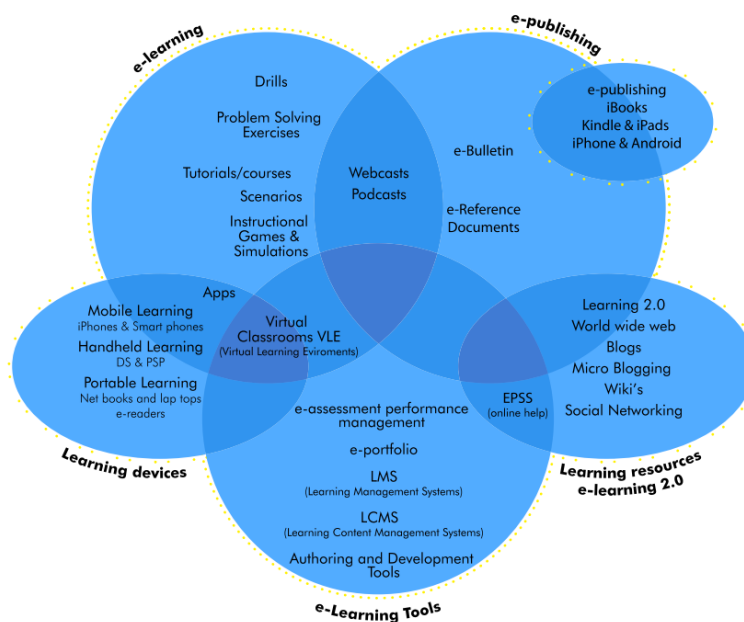 e-learning
e-publishing
Drills
Problem Solving
Exercises
Tutorials/courses
Scenarios
Instructional
Games &
Simulations
Webcasts
Podcasts
e-Bulletin
e-Reference
Documents
e-publishing
iBooks
Kindle & iPads
iPhone & Android
Apps
Mobile Learning
iPhones & Smart phones
Handheld Learning
DS & PSP
Portable Learning
Net books and lap tops
e-readers
Learning devices
Virtual
Classrooms VLE
(Virtual Learning Eviroments)
Learning 2.0
World wide web
Blogs
Micro Blogging
Wiki's
Social Networking
EPSS
(online help)
Learning resources
e-learning 2.0
e-assessment performance
management
e-portfolio
LMS
(Learning Management Systems)
LCMS
(Learning Content Management Systems)
Authoring and Development
Tools
e-Learning Tools